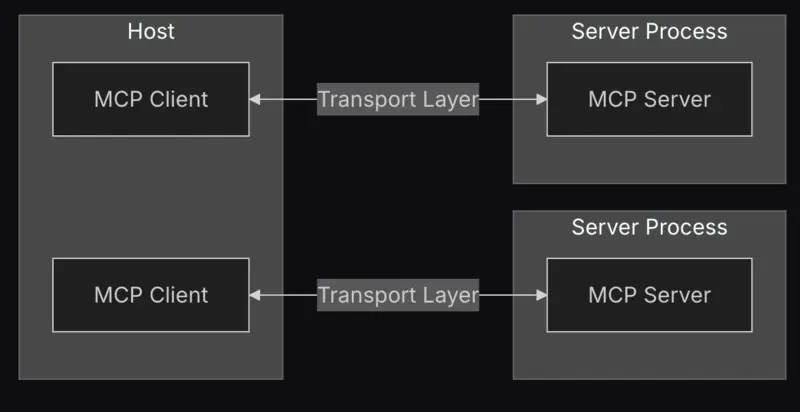 Host
Server Process
MCP Client
Transport Layer
MCP Server
Server Process
MCP Client
Transport Layer
MCP Server